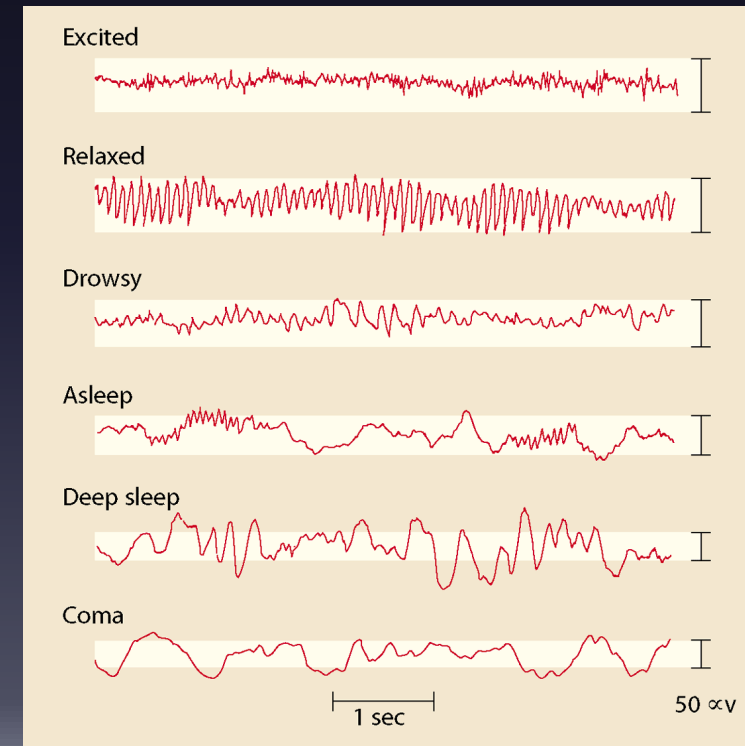 Excited
Relaxed
Drowsy
Asleep
Deep sleep
Coma
1 sec
50 ∝v